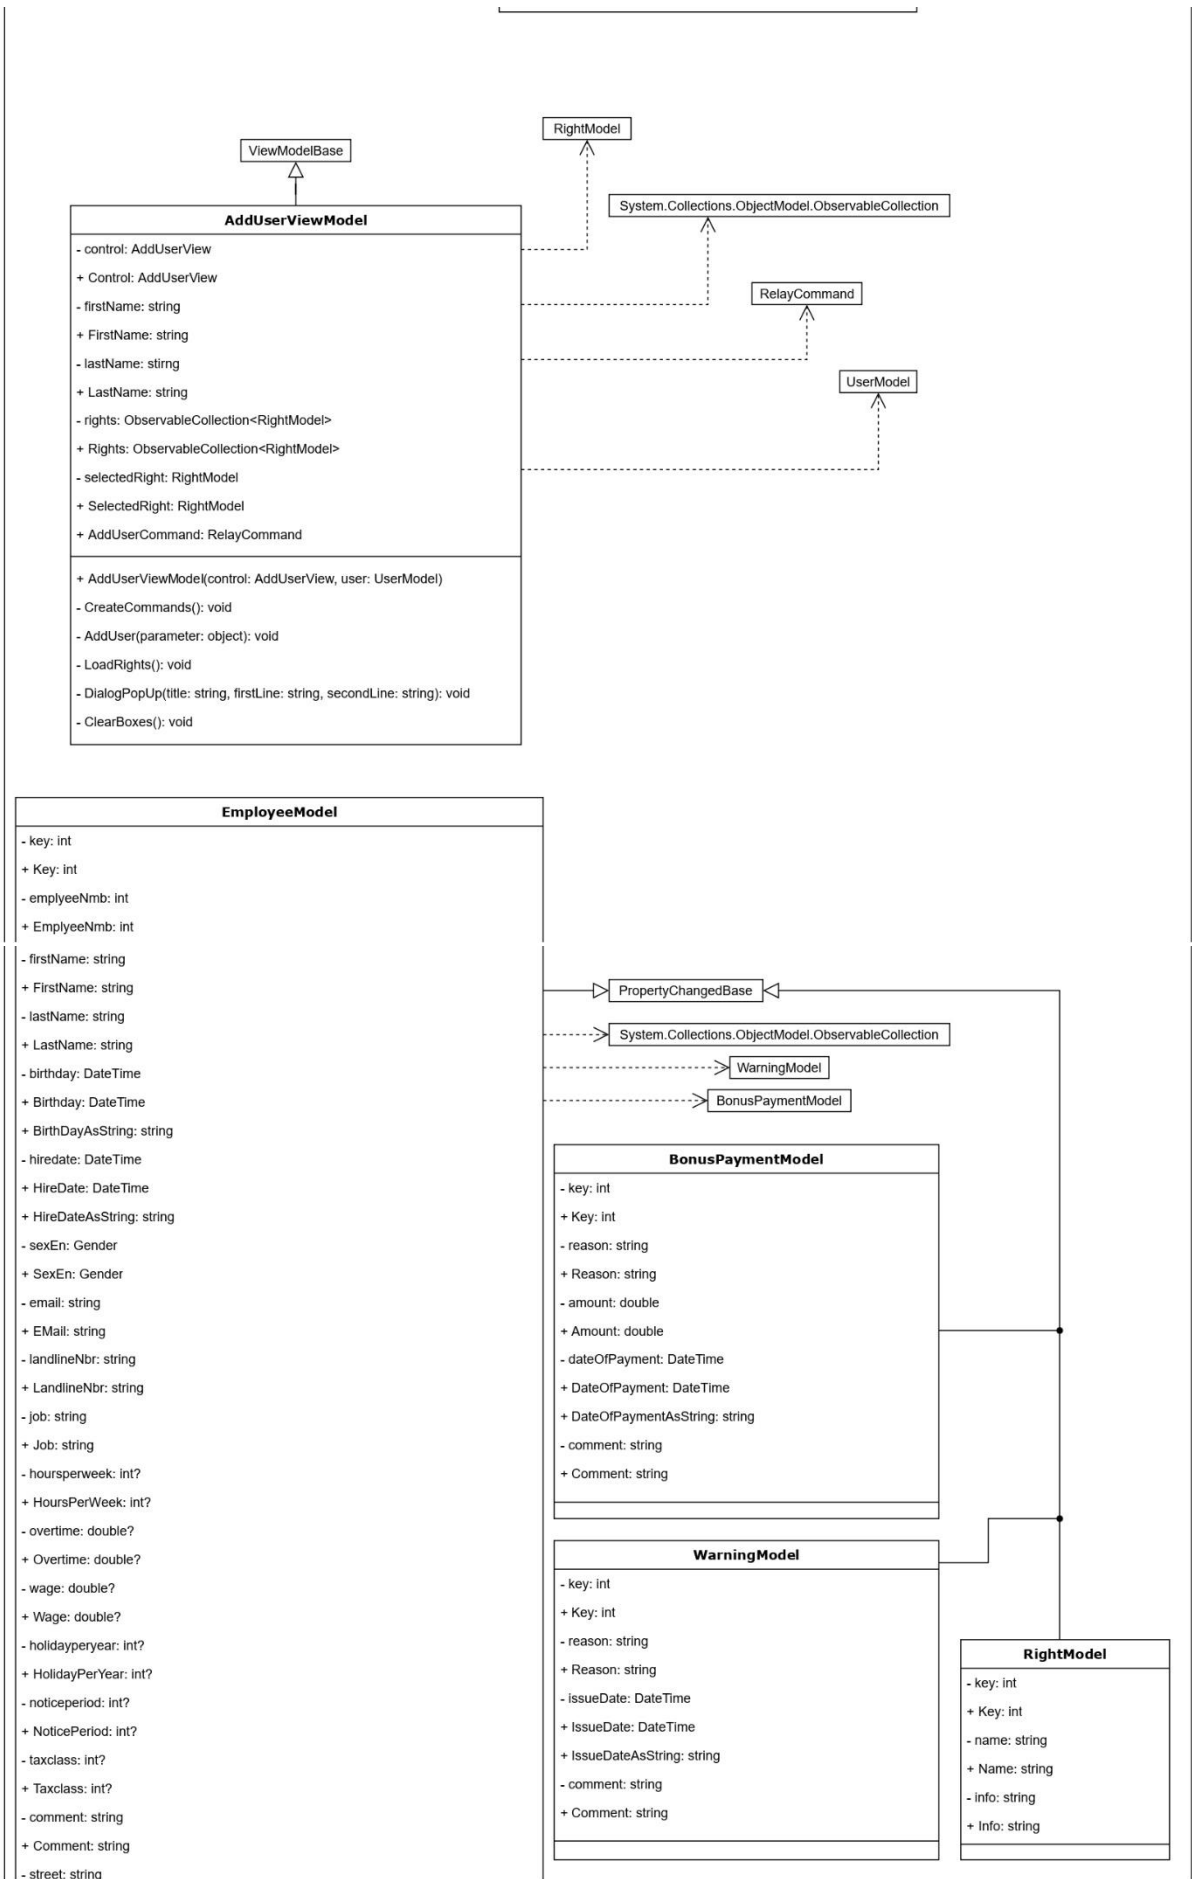 RightModel
ViewModelBase
System.Collections.ObjectModel.ObservableCollection
RelayCommand
UserModel
AddUserViewModel
- control: AddUserView
+ Control: AddUserView
- firstName: string
+ FirstName: string
- lastName: stirng
+ LastName: string
- rights: ObservableCollection<RightModel>
+ Rights: ObservableCollection<RightModel>
- selectedRight: RightModel
+ SelectedRight: RightModel
+ AddUserCommand: RelayCommand
+ AddUserViewModel(control: AddUserView, user: UserModel)
- CreateCommands(): void
- AddUser(parameter: object): void
- LoadRights(): void
- DialogPopUp(title: string, firstLine: string, secondLine: string): void
- ClearBoxes(): void
EmployeeModel
- key: int
+ Key: int
- emplyeeNmb: int
+ EmplyeeNmb: int
- firstName: string
+ FirstName: string
- lastName: string
+ LastName: string
- birthday: DateTime
+ Birthday: DateTime
+ BirthDayAsString: string
- hiredate: DateTime
+ HireDate: DateTime
+ HireDateAsString: string
- sexEn: Gender
+ SexEn: Gender
- email: string
+ EMail: string
- landlineNbr: string
+ LandlineNbr: string
- job: string
+ Job: string
- hoursperweek: int?
+ HoursPerWeek: int?
- overtime: double?
+ Overtime: double?
- wage: double?
+ Wage: double?
- holidayperyear: int?
+ HolidayPerYear: int?
- noticeperiod: int?
+ NoticePeriod: int?
- taxclass: int?
+ Taxclass: int?
- comment: string
+ Comment: string
- street: string
PropertyChangedBase
System.Collections.ObjectModel.ObservableCollection
WarningModel
BonusPaymentModel
BonusPaymentModel
- key: int
+ Key: int
- reason: string
+ Reason: string
- amount: double
+ Amount: double
- dateOfPayment: DateTime
+ DateOfPayment: DateTime
+ DateOfPaymentAsString: string
- comment: string
+ Comment: string
WarningModel
- key: int
+ Key: int
- reason: string
+ Reason: string
- issueDate: DateTime
+ IssueDate: DateTime
+ IssueDateAsString: string
- comment: string
+ Comment: string
RightModel
- key: int
+ Key: int
- name: string
+ Name: string
- info: string
+ Info: string